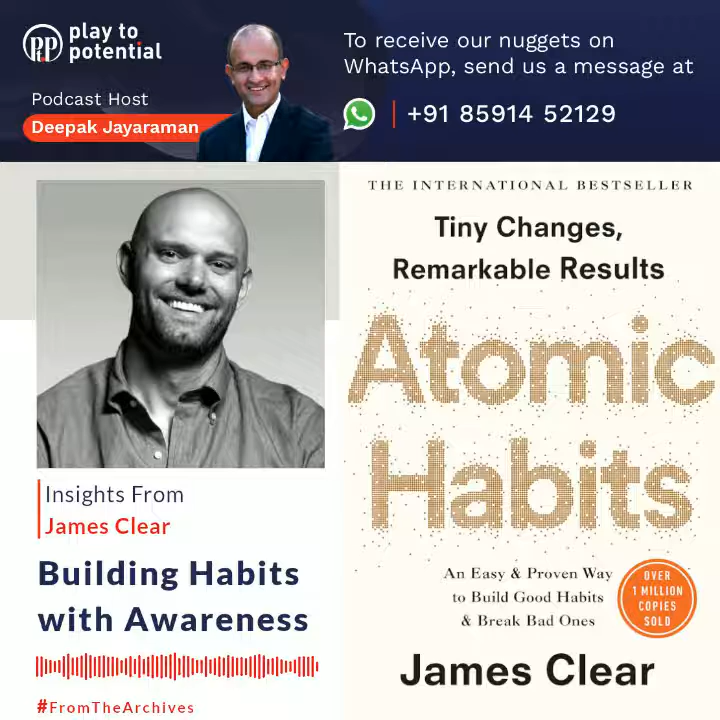 play to
potential
Podcast Host
Deepak Jayaraman
To receive our nuggets on
WhatsApp, send us a message at
+91 85914 52129
Insights From
James Clear
Building Habits
with Awareness
#FromTheArchives
THE INTERNATIONAL BESTSELLER
Tiny Changes,
Remarkable Results
Atomic
Habits
An Easy & Proven Way
to Build Good Habits
& Break Bad Ones
OVER
1 MILLION
COPIES
SOLD
James Clear